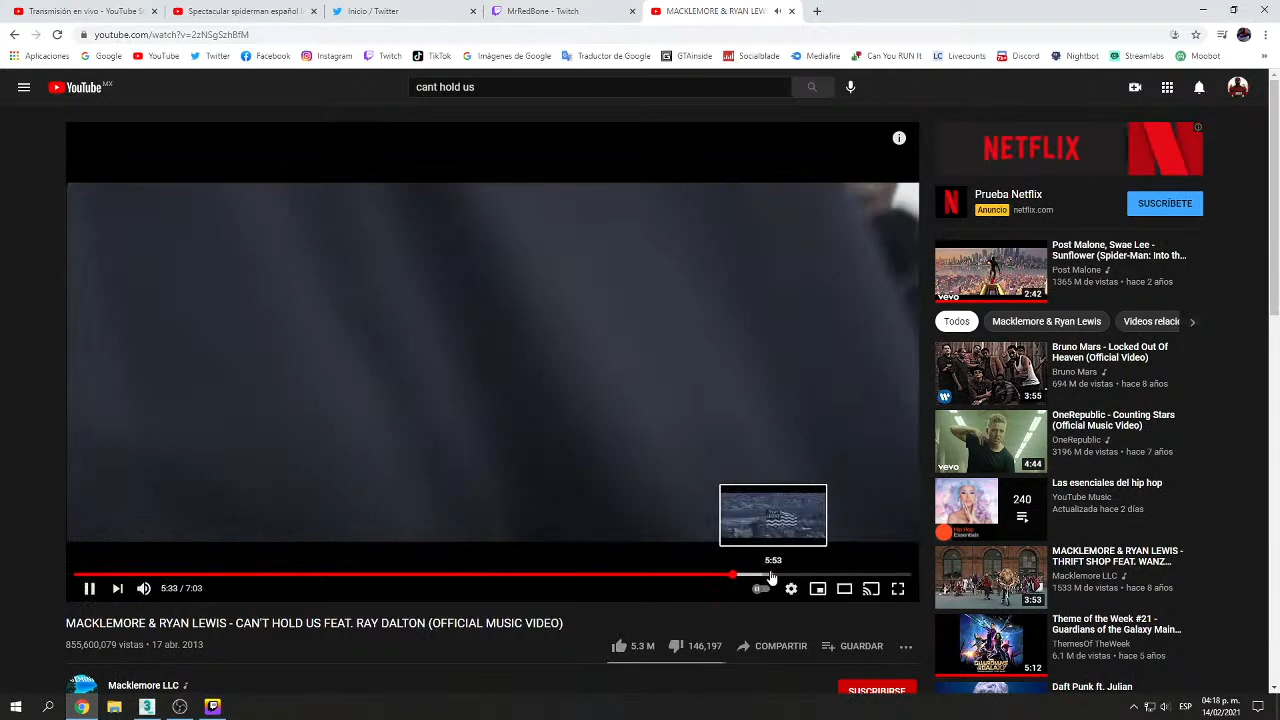 Transmisión en vivo - YouTube S
Spectacular spiderman español l
Inicio / Twitter
MrRedBone - Twitch
MACKLEMORE & RYAN LEW
youtube.com/watch?v=2zNSgSzhBfM
Aplicaciones
Google
YouTube
Twitter
Facebook
Instagram
Twitch
TikTok
Imágenes de Google
Traductor de Google
GTAinside
Socialblade
Mediafire
Can You RUN It
Livecounts
Discord
Nightbot
Streamlabs
Moobot
YouTube MX
cant hold us
NETFLIX
Prueba Netflix
Anuncio netflix.com
SUSCRÍBETE
Post Malone, Swae Lee -
Sunflower (Spider-Man: Into th...
Post Malone
1365 M de vistas • hace 2 años
vevo
2:42
Todos
Macklemore & Ryan Lewis
Videos relacio
Bruno Mars - Locked Out Of
Heaven (Official Video)
Bruno Mars
694 M de vistas • hace 8 años
3:55
OneRepublic - Counting Stars
(Official Music Video)
OneRepublic
3196 M de vistas • hace 7 años
vevo
4:44
Las esenciales del hip hop
YouTube Music
Actualizada hace 2 días
240
Hip Hop
Essentials
MACKLEMORE & RYAN LEWIS -
THRIFT SHOP FEAT. WANZ...
Macklemore LLC
1533 M de vistas • hace 8 años
3:53
Theme of the Week #21 -
Guardians of the Galaxy Main...
ThemesOfTheWeek
6.1 M de vistas • hace 5 años
5:12
Daft Punk ft. Julian
5:53
5:33 / 7:03
MACKLEMORE & RYAN LEWIS - CAN'T HOLD US FEAT. RAY DALTON (OFFICIAL MUSIC VIDEO)
855,600,079 vistas • 17 abr. 2013
5.3 M
146,197
COMPARTIR
GUARDAR
Macklemore LLC
SUSCRIBIRSE
ESP
04:18 p. m.
14/02/2021